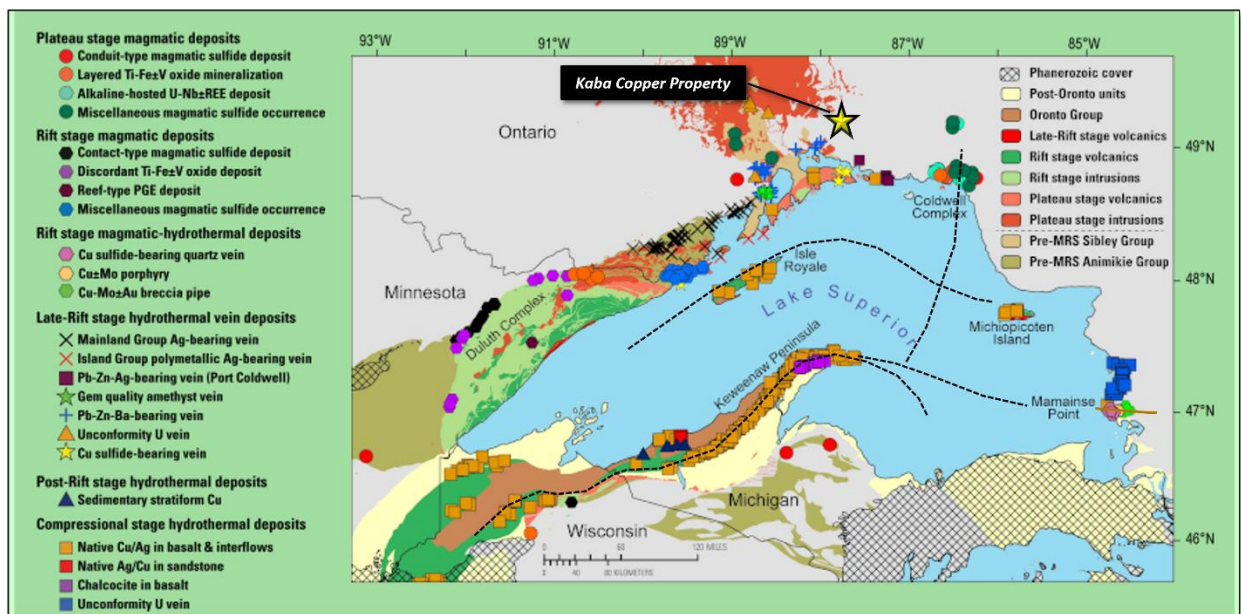 Plateau stage magmatic deposits
Conduit-type magmatic sulfide deposit
Layered Ti-Fe±V oxide mineralization
Alkaline-hosted U-Nb±REE deposit
Miscellaneous magmatic sulfide occurrence
Rift stage magmatic deposits
Contact-type magmatic sulfide deposit
Discordant Ti-Fe±V oxide deposit
Reef-type PGE deposit
Miscellaneous magmatic sulfide occurrence
Rift stage magmatic-hydrothermal deposits
Cu sulfide-bearing quartz vein
Cu±Mo porphyry
Cu-Mo±Au breccia pipe
Late-Rift stage hydrothermal vein deposits
Mainland Group Ag-bearing vein
Island Group polymetallic Ag-bearing vein
Pb-Zn-Ag-bearing vein (Port Coldwell)
Gem quality amethyst vein
Pb-Zn-Ba-bearing vein
Unconformity U vein
Cu sulfide-bearing vein
Post-Rift stage hydrothermal deposits
Sedimentary stratiform Cu
Compressional stage hydrothermal deposits
Native Cu/Ag in basalt & interflows
Native Ag/Cu in sandstone
Chalcocite in basalt
Unconformity U vein
93°W
91°W
89°W
87°W
85°W
Kaba Copper Property
Ontario
Minnesota
Duluth Complex
Isle
Royale
Lake Superior
Keweenaw Peninsula
Coldwell
Complex
Michiopicoten
Island
Mamainse
Point
Michigan
Wisconsin
0 60 120 MILES
0 40 80 KILOMETERS
49°N
48°N
47°N
46°N
Phanerozoic cover
Post-Oronto units
Oronto Group
Late-Rift stage volcanics
Rift stage volcanics
Rift stage intrusions
Plateau stage volcanics
Plateau stage intrusions
Pre-MRS Sibley Group
Pre-MRS Animikie Group